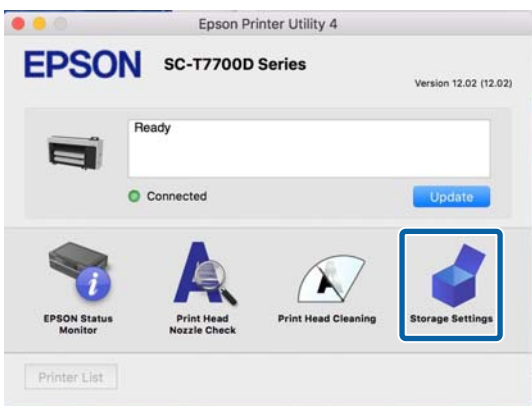 Epson Printer Utility 4
EPSON
SC-T7700D Series
Version 12.02 (12.02)
Ready
Connected
Update
EPSON Status
Monitor
Print Head
Nozzle Check
Print Head Cleaning
Storage Settings
Printer List